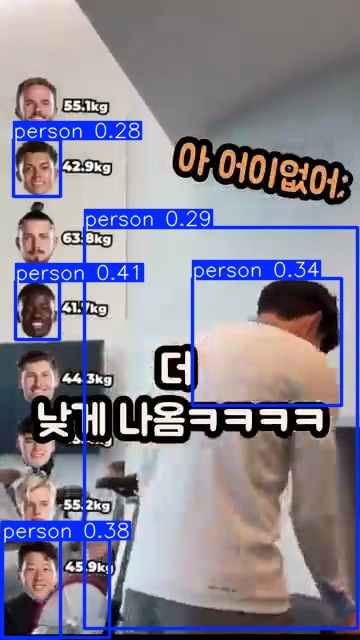 55.1kg
person 0.28
42.9kg
아 어이없어;
person 0.29
63.8kg
person 0.41
person 0.34
41.7kg
더
44.3kg
낮게 나옴ㅋㅋㅋㅋ
55.2kg
person 0.38
45.9kg